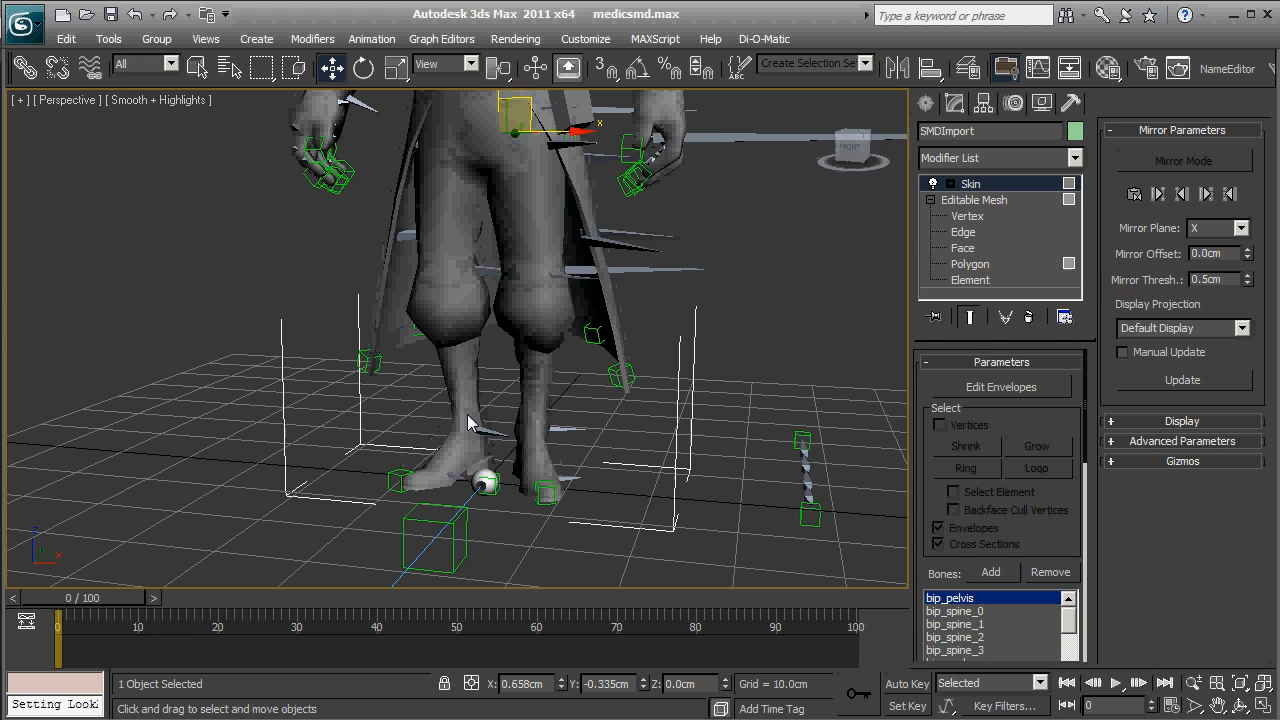 Autodesk 3ds Max 2011 x64 medicsmd.max
Type a keyword or phrase
Edit Tools Group Views Create Modifiers Animation Graph Editors Rendering Customize MAXScript Help Di-O-Matic
All View Create Selection Se NameEditor
[ + ] [ Perspective ] [ Smooth + Highlights ]
FRONT
x
y
z
x
SMDImport
Modifier List
Skin
Editable Mesh
Vertex
Edge
Face
Polygon
Element
Parameters
Edit Envelopes
Select
Vertices
Shrink Grow
Ring Loop
Select Element
Backface Cull Vertices
Envelopes
Cross Sections
Bones: Add Remove
bip_pelvis
bip_spine_0
bip_spine_1
bip_spine_2
bip_spine_3
Mirror Parameters
Mirror Mode
Mirror Plane: X
Mirror Offset: 0.0cm
Mirror Thresh.: 0.5cm
Display Projection
Default Display
Manual Update
Update
Display
Advanced Parameters
Gizmos
< 0 / 100 >
0 10 20 30 40 50 60 70 80 90 100
1 Object Selected X: 0.658cm Y: -0.335cm Z: 0.0cm Grid = 10.0cm Auto Key Selected
Setting Look Click and drag to select and move objects Add Time Tag Set Key Key Filters... 0